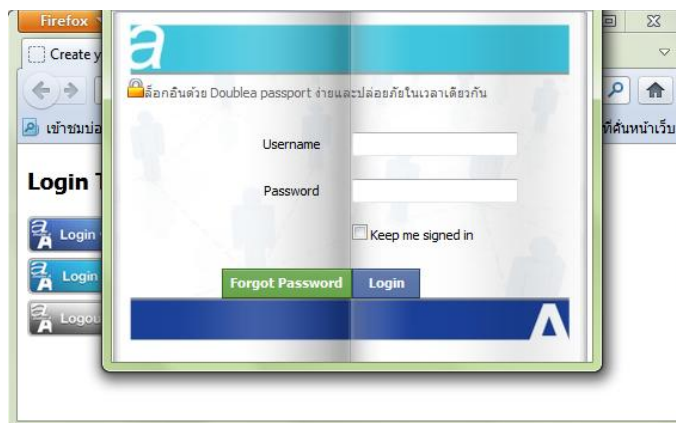 Firefox
Create y
a
ล็อกอินด้วย Doublea passport ง่ายและปล่อยภัยในเวลาเดียวกัน
เข้าชมบ่อ
ที่คั่นหน้าเว็บ
Username
Login T
Password
Login
Keep me signed in
Login
Forgot Password
Login
Logou
A